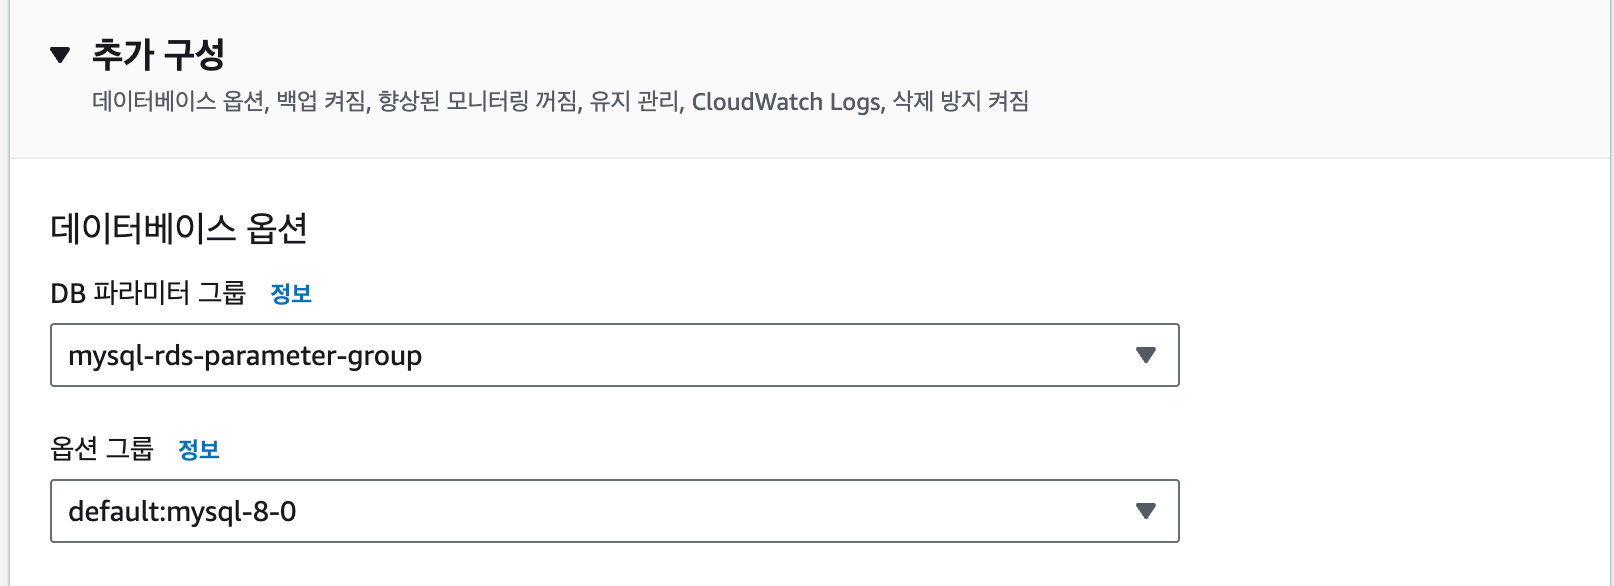 추가 구성
데이터베이스 옵션, 백업 켜짐, 향상된 모니터링 꺼짐, 유지 관리, CloudWatch Logs, 삭제 방지 켜짐
데이터베이스 옵션
DB 파라미터 그룹 정보
mysql-rds-parameter-group
옵션 그룹 정보
default:mysql-8-0